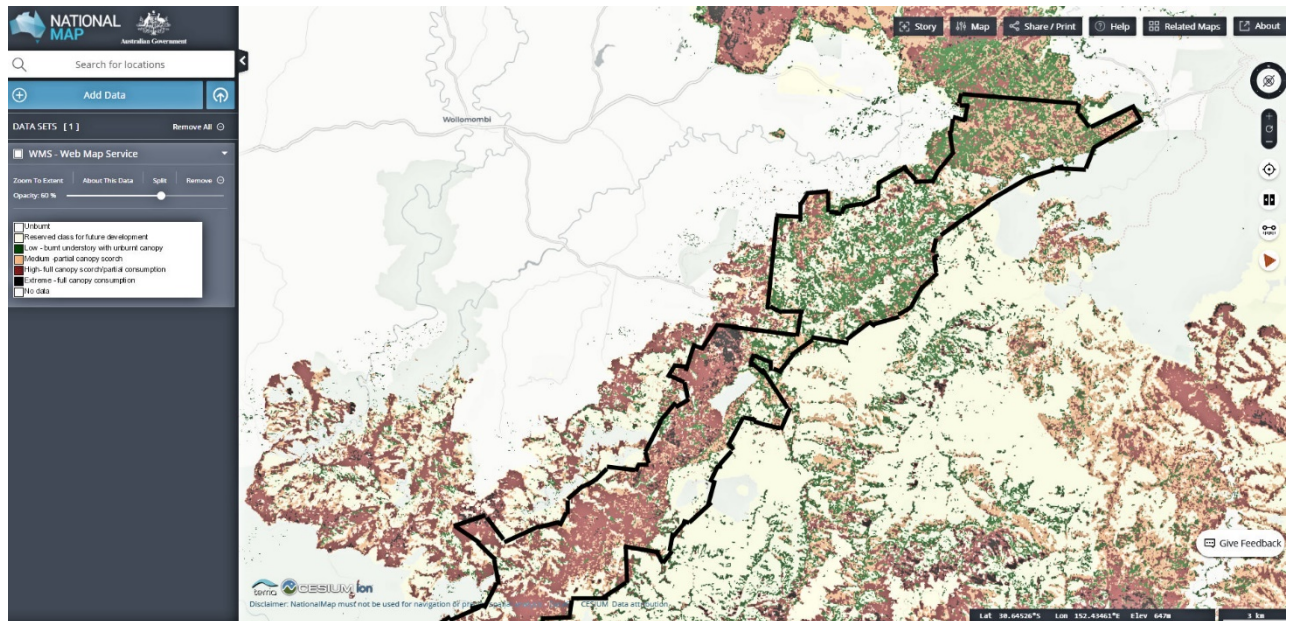 NATIONAL
MAP
Australian Government
Search for locations
Add Data
DATA SETS [ 1 ]
Remove All
WMS - Web Map Service
Zoom To Extent
About This Data
Split
Remove
Opacity: 60 %
Unburnt
Reserved class for future development
Low - burnt understory with unburnt canopy
Medium -partial canopy scorch
High- full canopy scorch/partial consumption
Extreme - full canopy consumption
No data
Story
Map
Share / Print
Help
Related Maps
About
Wollomombi
Give Feedback
terria
CESIUM ion
Disclaimer: NationalMap must not be used for navigation or
CESIUM Data attribution
Lat 30.64526°S Lon 152.43461°E Elev 647m
3 km